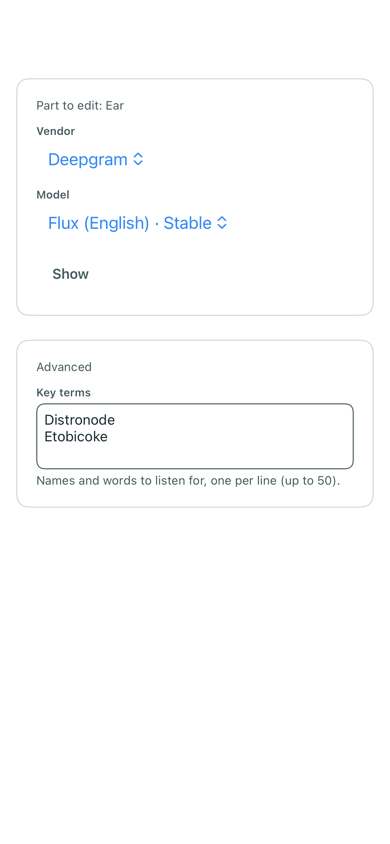 Part to edit: Ear
Vendor
Deepgram
Model
Flux (English) · Stable
Show
Advanced
Key terms
Distronode
Etobicoke
Names and words to listen for, one per line (up to 50).